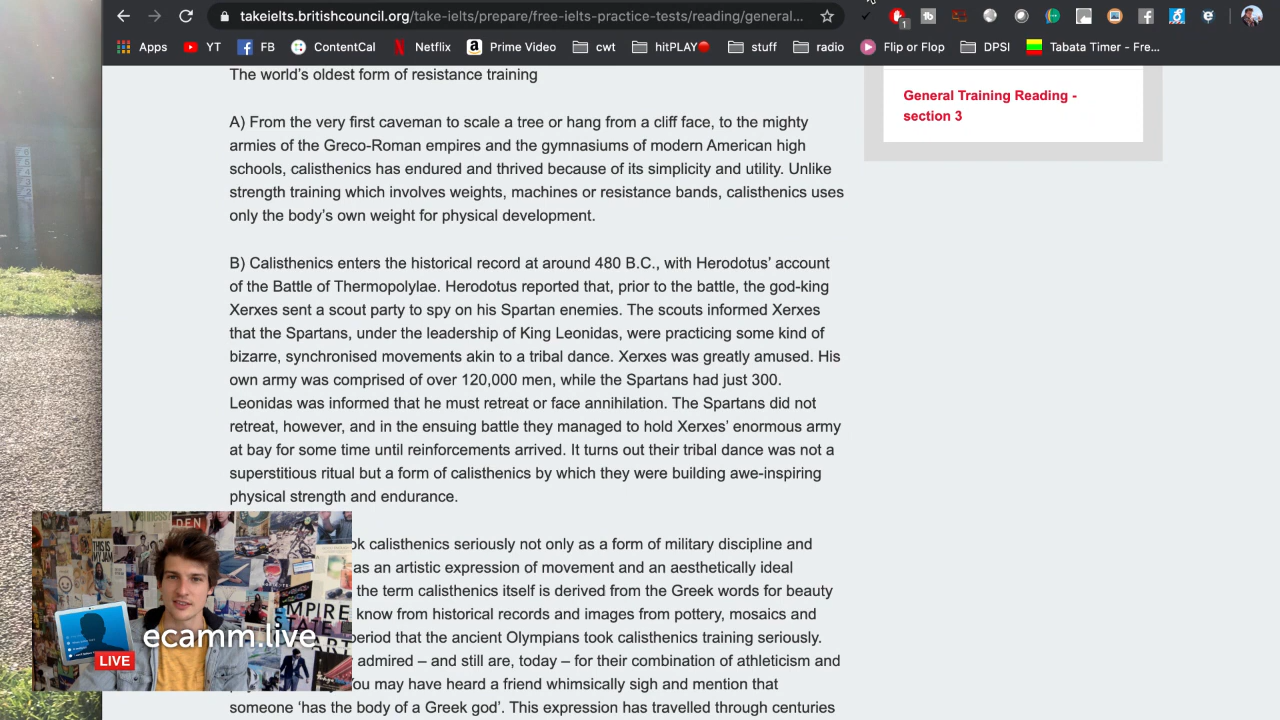 takeielts.britishcouncil.org/take-ielts/prepare/free-ielts-practice-tests/reading/general...
1
Apps YT FB ContentCal Netflix Prime Video cwt hitPLAY stuff radio Flip or Flop DPSI Tabata Timer - Fre...
The world’s oldest form of resistance training
General Training Reading -
section 3
A) From the very first caveman to scale a tree or hang from a cliff face, to the mighty
armies of the Greco-Roman empires and the gymnasiums of modern American high
schools, calisthenics has endured and thrived because of its simplicity and utility. Unlike
strength training which involves weights, machines or resistance bands, calisthenics uses
only the body’s own weight for physical development.
B) Calisthenics enters the historical record at around 480 B.C., with Herodotus’ account
of the Battle of Thermopolylae. Herodotus reported that, prior to the battle, the god-king
Xerxes sent a scout party to spy on his Spartan enemies. The scouts informed Xerxes
that the Spartans, under the leadership of King Leonidas, were practicing some kind of
bizarre, synchronised movements akin to a tribal dance. Xerxes was greatly amused. His
own army was comprised of over 120,000 men, while the Spartans had just 300.
Leonidas was informed that he must retreat or face annihilation. The Spartans did not
retreat, however, and in the ensuing battle they managed to hold Xerxes’ enormous army
at bay for some time until reinforcements arrived. It turns out their tribal dance was not a
superstitious ritual but a form of calisthenics by which they were building awe-inspiring
physical strength and endurance.
calisthenics seriously not only as a form of military discipline and
as an artistic expression of movement and an aesthetically ideal
the term calisthenics itself is derived from the Greek words for beauty
know from historical records and images from pottery, mosaics and
period that the ancient Olympians took calisthenics training seriously.
admired – and still are, today – for their combination of athleticism and
You may have heard a friend whimsically sigh and mention that
someone ‘has the body of a Greek god’. This expression has travelled through centuries
DEN
THIS IS
MY JAM
EMPIRE
STATE
ecamm.live
LIVE